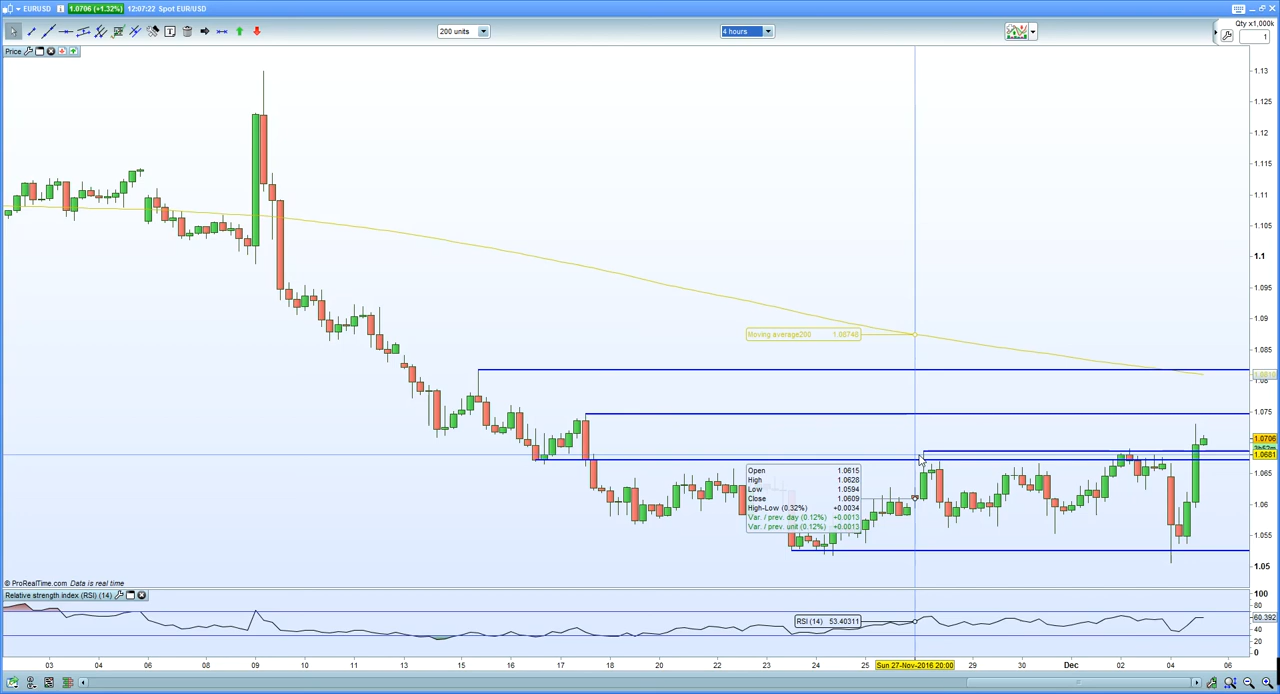 EURUSD 1.0706 (+1.32%) 12:07:22 Spot EUR/USD
200 units 4 hours Qty x1,000k
1
Price
1.13
1.125
1.12
1.115
1.11
1.105
1.1
1.095
1.09
1.085
1.08
1.075
1.0706
1.0681
1.065
1.06
1.055
1.05
Moving average200 1.08748
Open 1.0615
High 1.0628
Low 1.0594
Close 1.0609
High-Low (0.32%) +0.0034
Var. / prev. day (0.12%) +0.0013
Var. / prev. unit (0.12%) +0.0013
© ProRealTime.com Data is real time
Relative strength index (RSI) (14)
100
80
60.392
40
20
0
RSI (14) 53.40311
03 04 06 08 09 10 11 13 14 15 16 17 18 20 21 22 23 24 25 Sun 27-Nov-2016 20:00 29 30 Dec 02 04 06